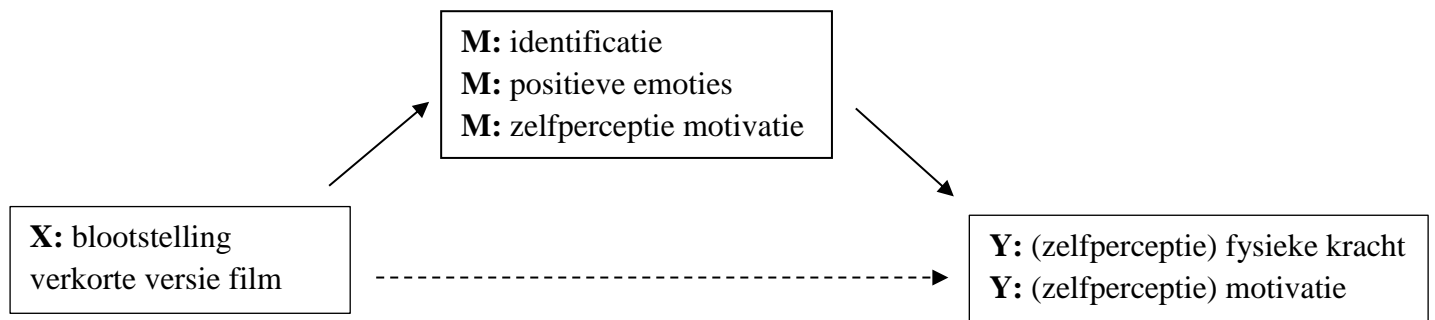 M: identificatie
M: positieve emoties
M: zelfperceptie motivatie
X: blootstelling
verkorte versie film
Y: (zelfperceptie) fysieke kracht
Y: (zelfperceptie) motivatie